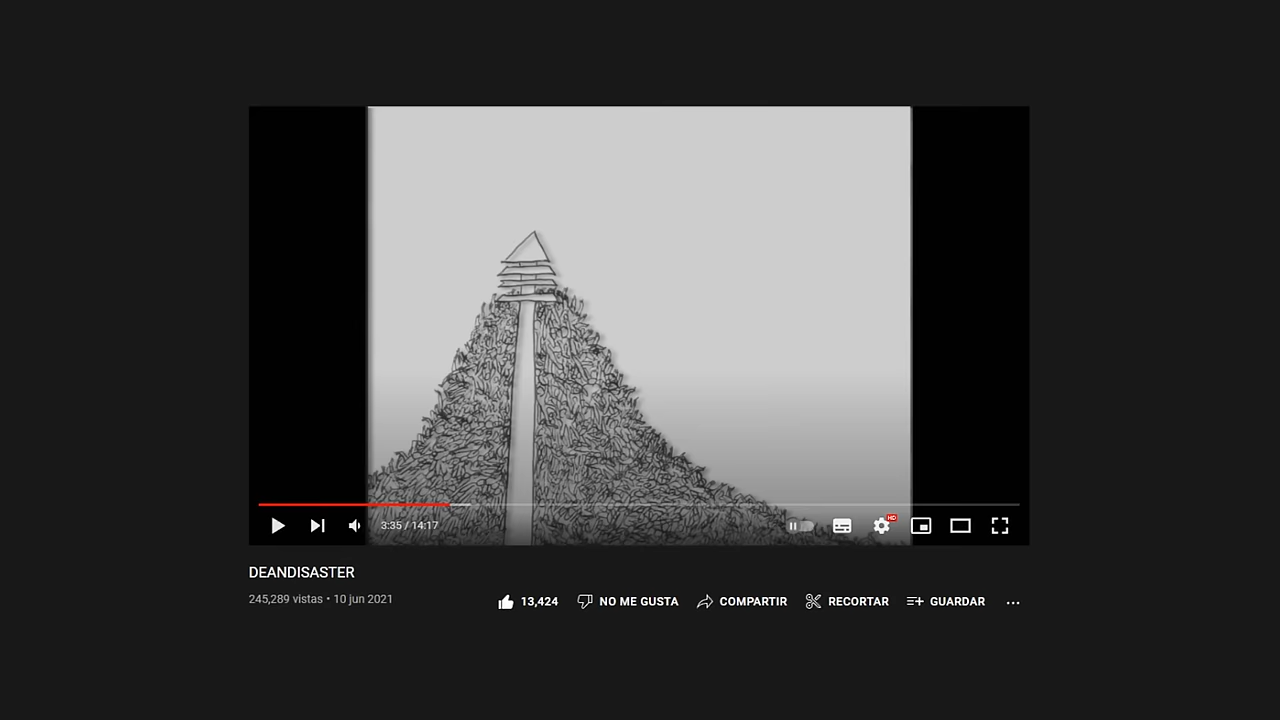 3:35 / 14:17
HD
DEANDISASTER
245,289 vistas • 10 jun 2021
13,424 NO ME GUSTA COMPARTIR RECORTAR GUARDAR